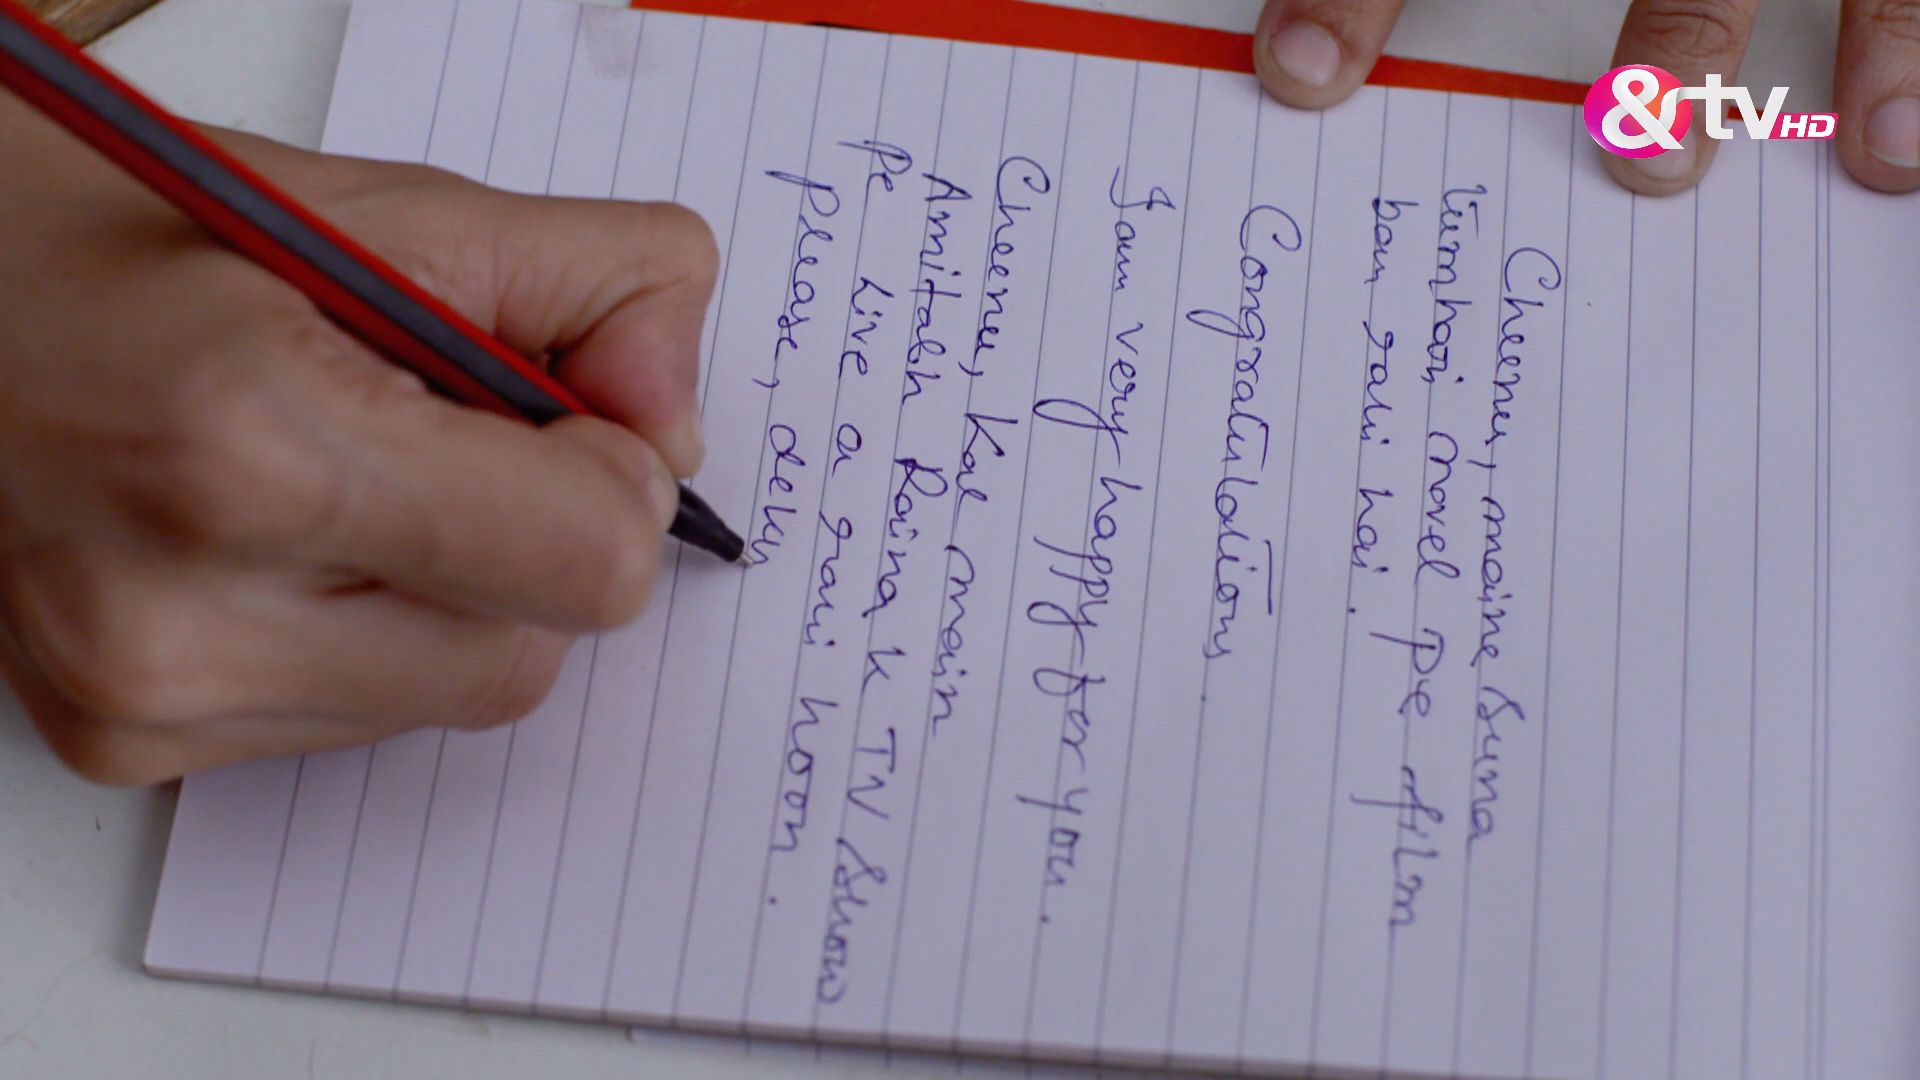 Cheenu, maine Suna
tumhari novel pe film
ban rahi hai.
Congratulations.
I am very happy for you.
Cheenu, Kal main
Amitabh Raina k TV Show
pe Live a rahi hoon.
please, dekh
&tv HD